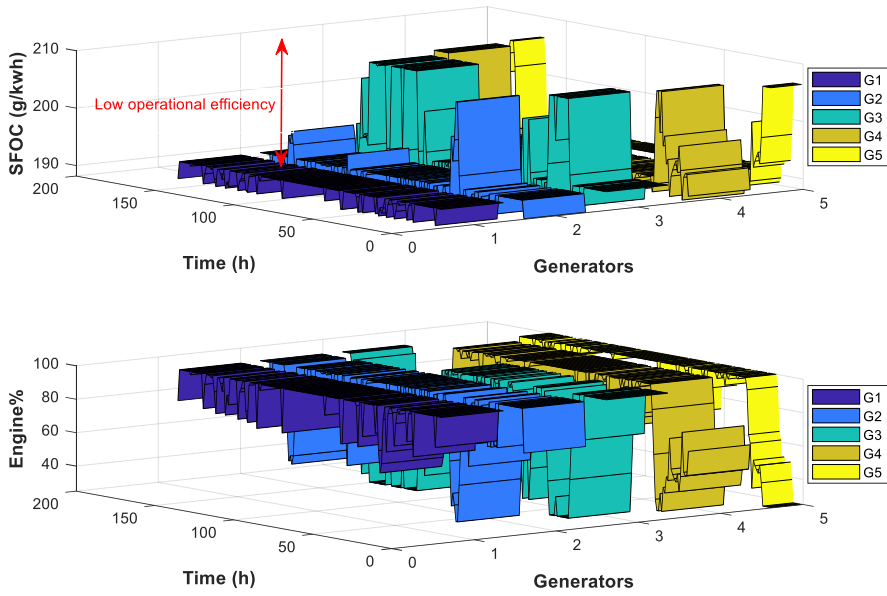 210
200
190
200
150
100
50
0
SFOC (g/kwh)
Low operational efficiency
Time (h)
0
1
2
3
4
5
Generators
G1
G2
G3
G4
G5
100
80
60
40
200
150
100
50
0
Engine%
Time (h)
0
1
2
3
4
5
Generators
G1
G2
G3
G4
G5